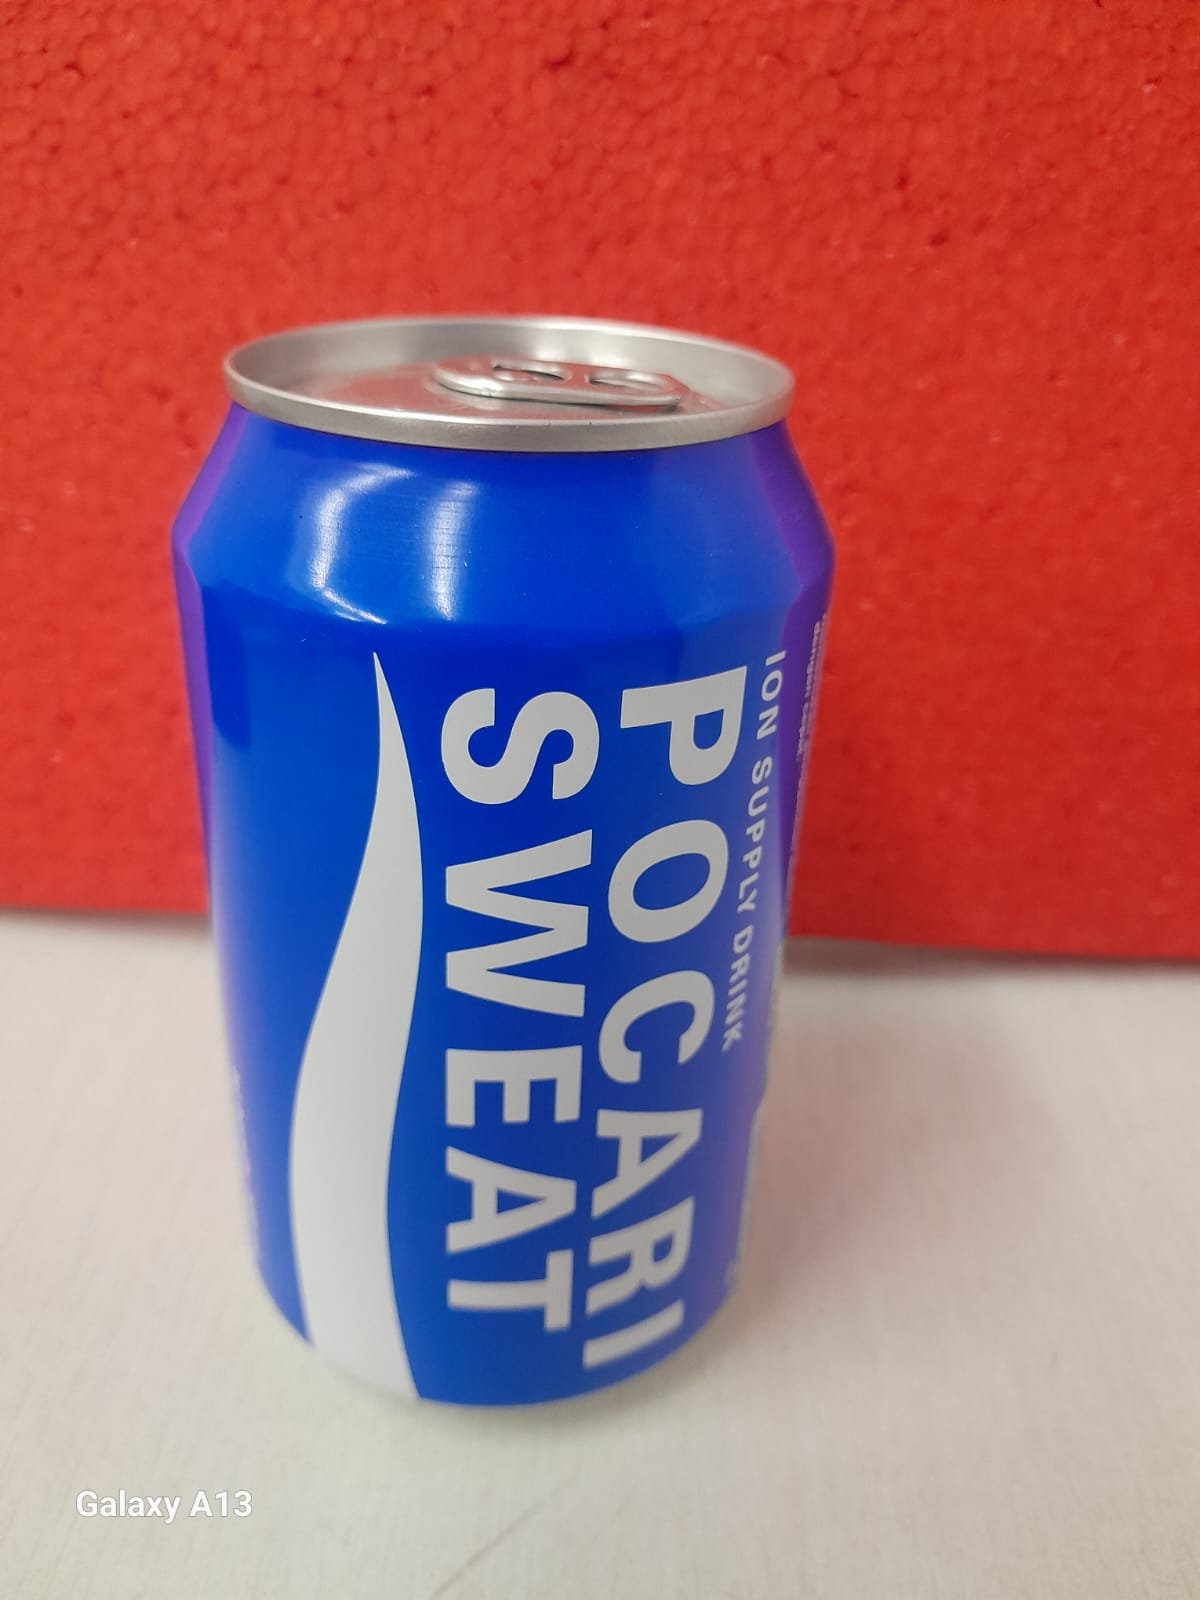 POCARI
SWEAT
ION SUPPLY DRINK
Galaxy A13